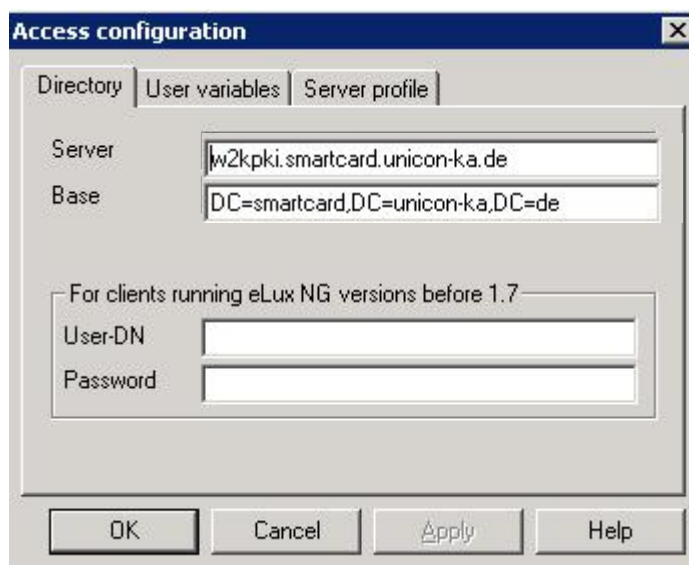 Access configuration
Directory User variables Server profile
Server w2kpki.smartcard.unicon-ka.de
Base DC=smartcard,DC=unicon-ka,DC=de
For clients running eLux NG versions before 1.7
User-DN
Password
OK Cancel Apply Help